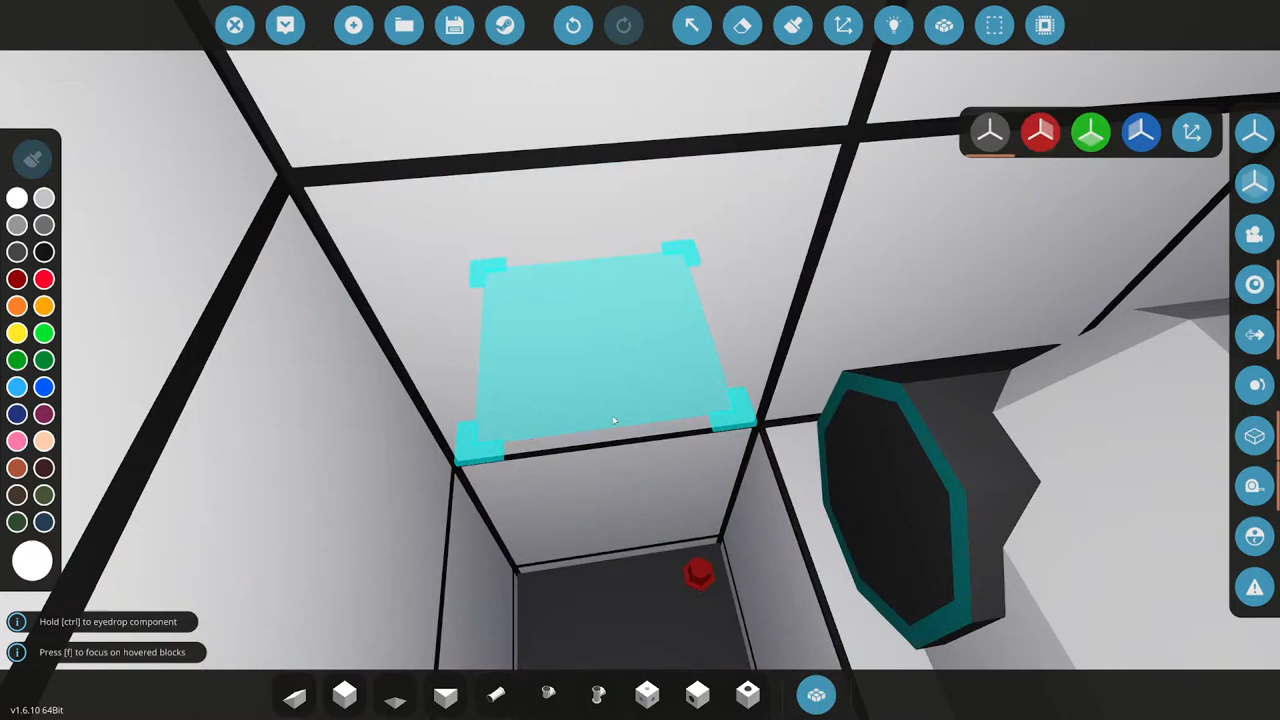 Hold [ctrl] to eyedrop component
Press [f] to focus on hovered blocks
v1.6.10 64Bit